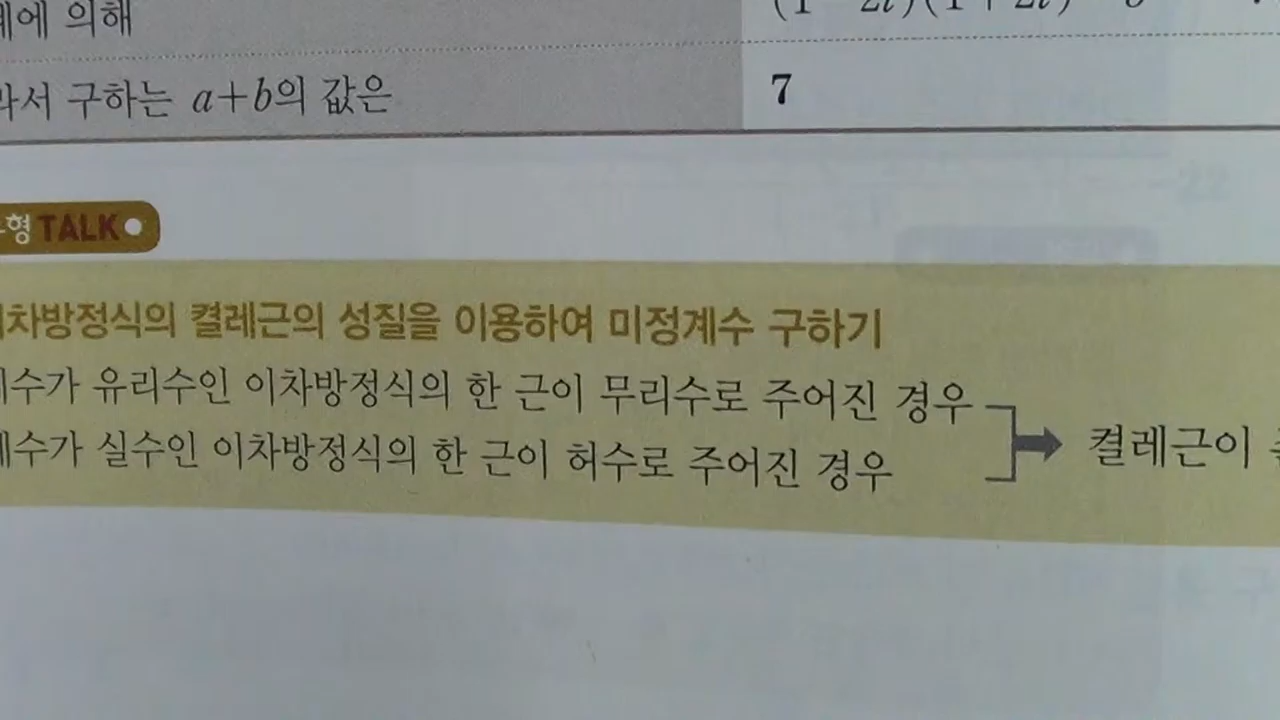 에 의해
서 구하는 a+b의 값은 7
형 TALK
차방정식의 켤레근의 성질을 이용하여 미정계수 구하기
수가 유리수인 이차방정식의 한 근이 무리수로 주어진 경우
수가 실수인 이차방정식의 한 근이 허수로 주어진 경우
켤레근이